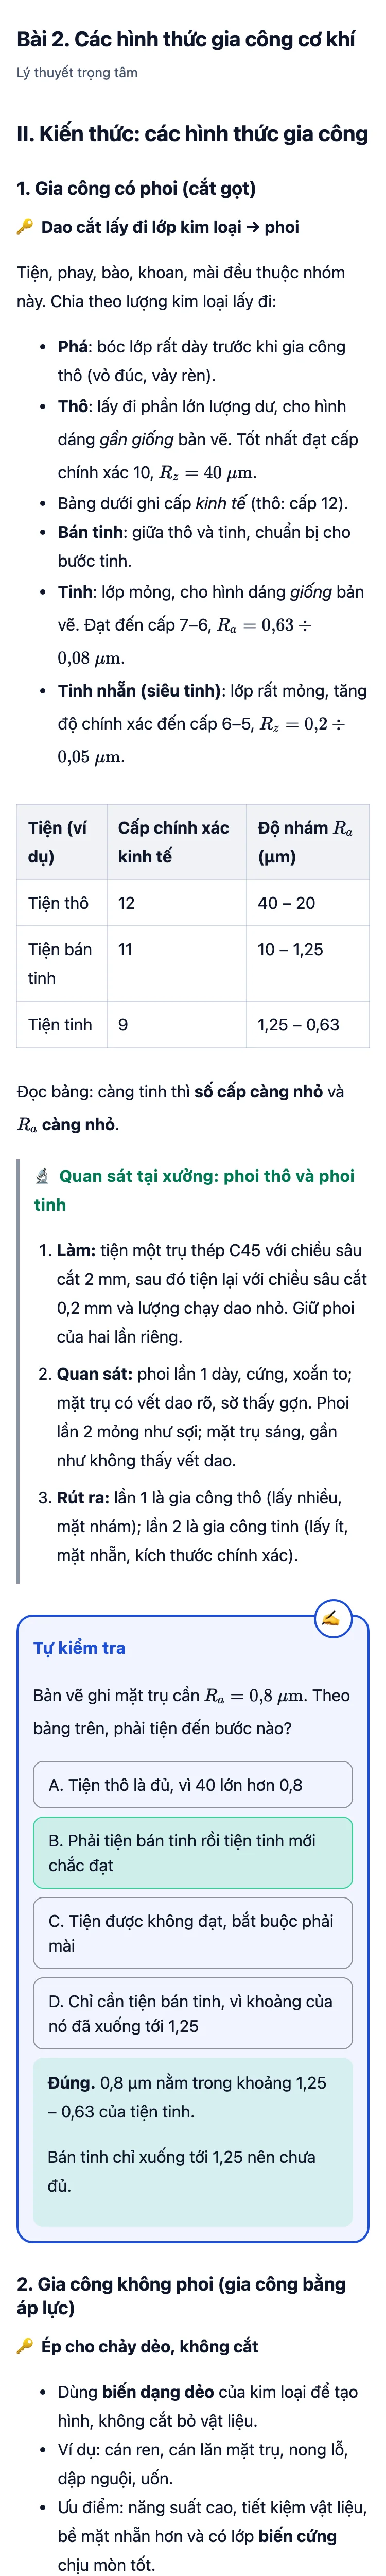 Bài 2. Các hình thức gia công cơ khí
Lý thuyết trọng tâm
II. Kiến thức: các hình thức gia công
1. Gia công có phoi (cắt gọt)
🔑 Dao cắt lấy đi lớp kim loại → phoi
Tiện, phay, bào, khoan, mài đều thuộc nhóm
này. Chia theo lượng kim loại lấy đi:
• Phá: bóc lớp rất dày trước khi gia công
thô (vỏ đúc, vảy rèn).
• Thô: lấy đi phần lớn lượng dư, cho hình
dáng gần giống bản vẽ. Tốt nhất đạt cấp
chính xác 10, R_z = 40 μm.
• Bảng dưới ghi cấp kinh tế (thô: cấp 12).
• Bán tinh: giữa thô và tinh, chuẩn bị cho
bước tinh.
• Tinh: lớp mỏng, cho hình dáng giống bản
vẽ. Đạt đến cấp 7–6, R_a = 0,63 ÷
0,08 μm.
• Tinh nhẵn (siêu tinh): lớp rất mỏng, tăng
độ chính xác đến cấp 6–5, R_z = 0,2 ÷
0,05 μm.
Tiện (ví dụ) Cấp chính xác kinh tế Độ nhám R_a (μm)
Tiện thô 12 40 – 20
Tiện bán tinh 11 10 – 1,25
Tiện tinh 9 1,25 – 0,63
Đọc bảng: càng tinh thì số cấp càng nhỏ và
R_a càng nhỏ.
🔬 Quan sát tại xưởng: phoi thô và phoi
tinh
1. Làm: tiện một trụ thép C45 với chiều sâu
cắt 2 mm, sau đó tiện lại với chiều sâu cắt
0,2 mm và lượng chạy dao nhỏ. Giữ phoi
của hai lần riêng.
2. Quan sát: phoi lần 1 dày, cứng, xoắn to;
mặt trụ có vết dao rõ, sờ thấy gợn. Phoi
lần 2 mỏng như sợi; mặt trụ sáng, gần
như không thấy vết dao.
3. Rút ra: lần 1 là gia công thô (lấy nhiều,
mặt nhám); lần 2 là gia công tinh (lấy ít,
mặt nhẵn, kích thước chính xác).
✍️
Tự kiểm tra
Bản vẽ ghi mặt trụ cần R_a = 0,8 μm. Theo
bảng trên, phải tiện đến bước nào?
A. Tiện thô là đủ, vì 40 lớn hơn 0,8
B. Phải tiện bán tinh rồi tiện tinh mới
chắc đạt
C. Tiện được không đạt, bắt buộc phải
mài
D. Chỉ cần tiện bán tinh, vì khoảng của
nó đã xuống tới 1,25
Đúng. 0,8 μm nằm trong khoảng 1,25
– 0,63 của tiện tinh.
Bán tinh chỉ xuống tới 1,25 nên chưa
đủ.
2. Gia công không phoi (gia công bằng
áp lực)
🔑 Ép cho chảy dẻo, không cắt
• Dùng biến dạng dẻo của kim loại để tạo
hình, không cắt bỏ vật liệu.
• Ví dụ: cán ren, cán lăn mặt trụ, nong lỗ,
dập nguội, uốn.
• Ưu điểm: năng suất cao, tiết kiệm vật liệu,
bề mặt nhẵn hơn và có lớp biến cứng
chịu mòn tốt.